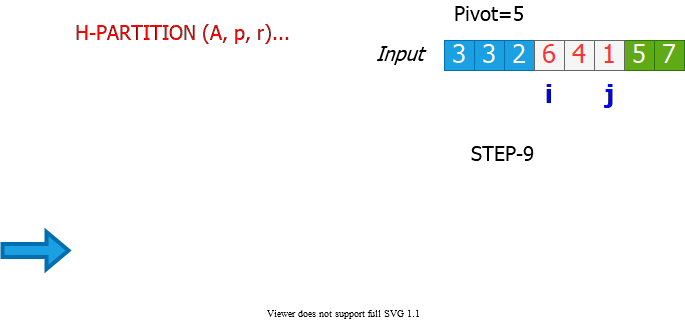 Pivot=5
H-PARTITION (A, p, r)...
Input 3 3 2 6 4 1 5 7
i j
STEP-9
Viewer does not support full SVG 1.1